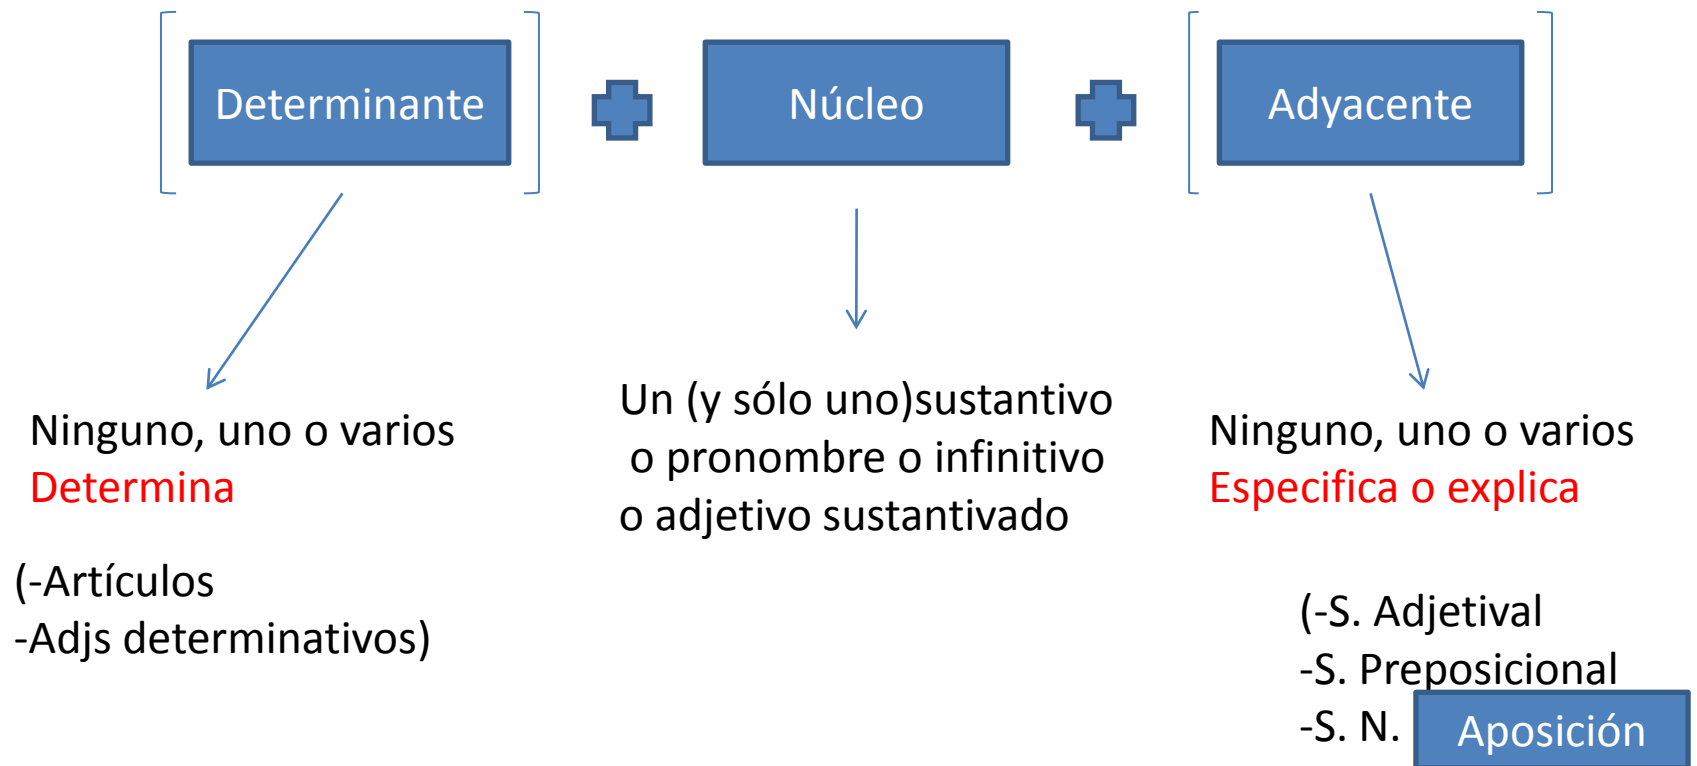 Determinante
Núcleo
Adyacente
Ninguno, uno o varios
Determina
(-Artículos
-Adjs determinativos)
Un (y sólo uno)sustantivo
o pronombre o infinitivo
o adjetivo sustantivado
Ninguno, uno o varios
Especifica o explica
(-S. Adjetival
-S. Preposicional
-S. N. Aposición